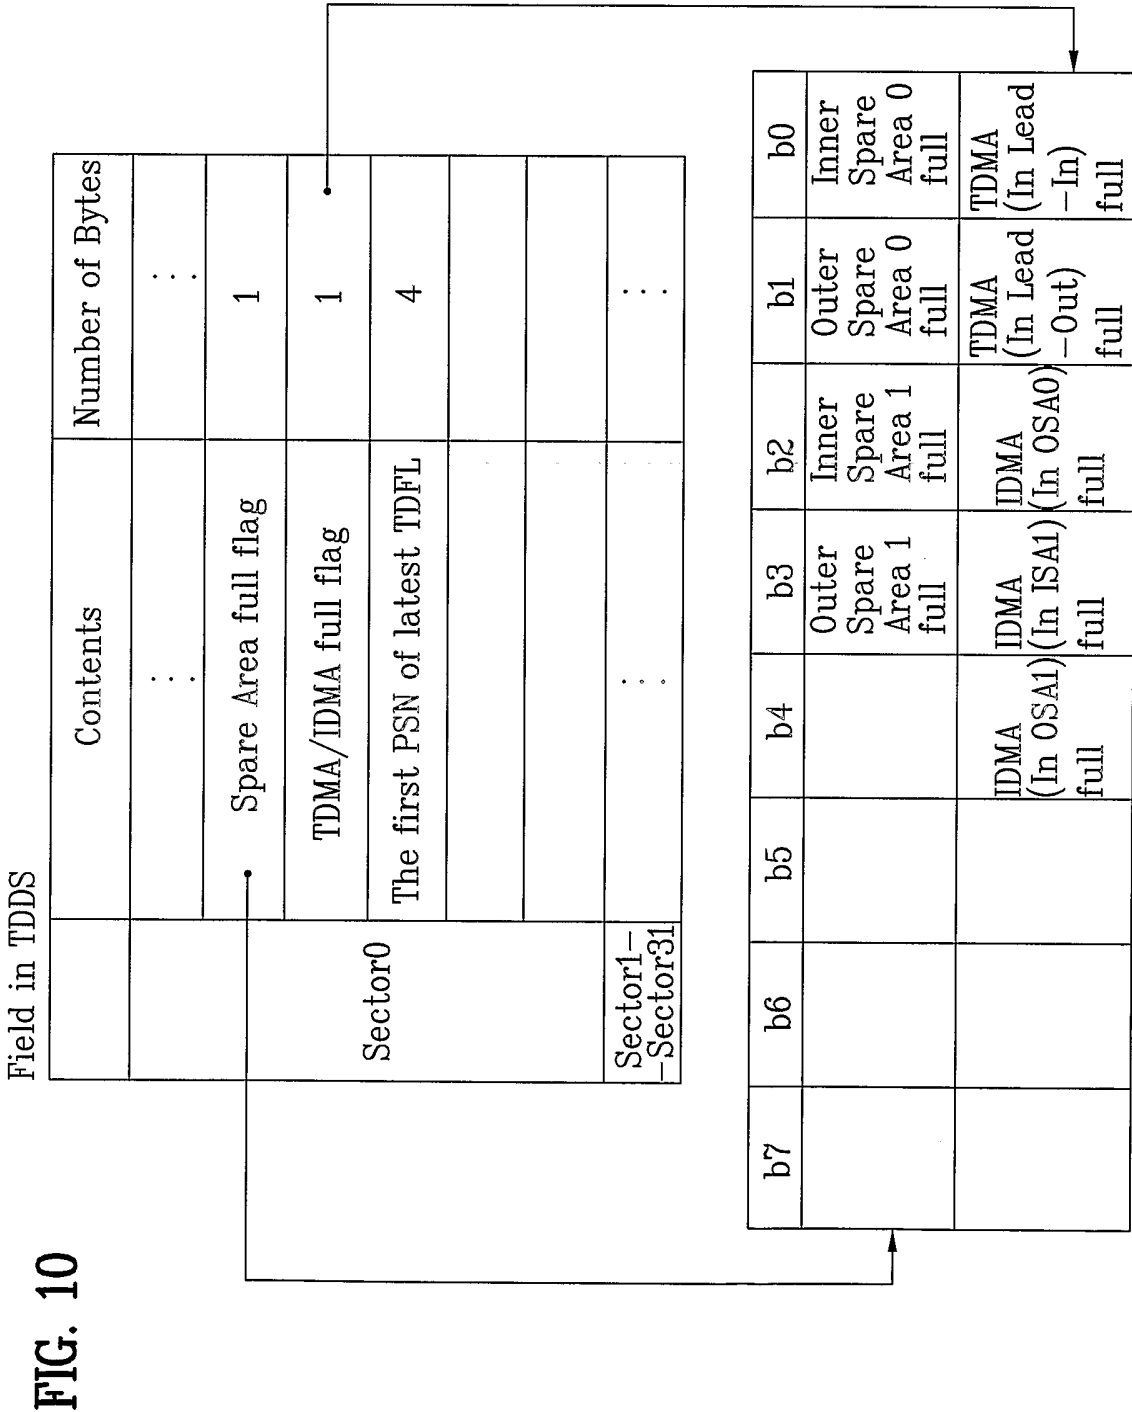 FIG. 10
Field in TDDS
Contents
Number of Bytes
Sector0
. . .
. . .
Spare Area full flag
1
TDMA/IDMA full flag
1
The first PSN of latest TDFL
4
Sector1-
-Sector31
. . .
. . .
b7
b6
b5
b4
b3
b2
b1
b0
Outer
Spare
Area 1
full
Inner
Spare
Area 1
full
Outer
Spare
Area 0
full
Inner
Spare
Area 0
full
IDMA
(In OSA1)
full
IDMA
(In ISA1)
full
IDMA
(In OSA0)
full
TDMA
(In Lead
-Out)
full
TDMA
(In Lead
-In)
full